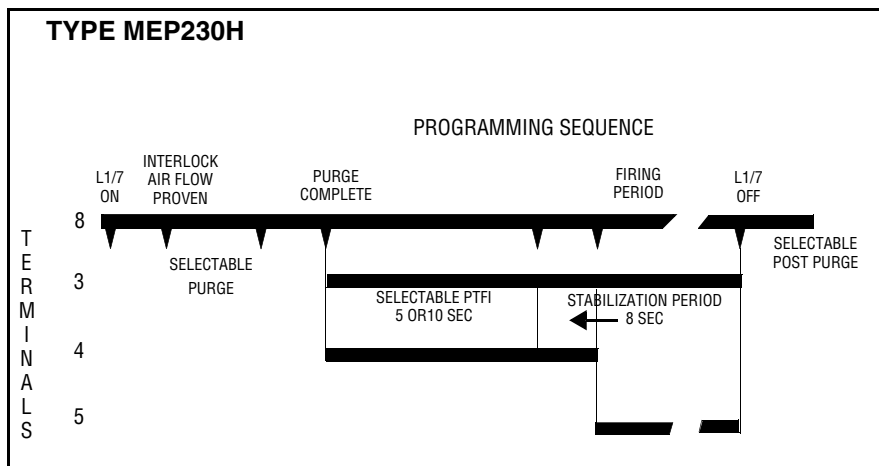 TYPE MEP230H
PROGRAMMING SEQUENCE
L1/7
ON
INTERLOCK
AIR FLOW
PROVEN
PURGE
COMPLETE
FIRING
PERIOD
L1/7
OFF
8
SELECTABLE
PURGE
SELECTABLE
POST PURGE
TERMINALS
3
SELECTABLE PTFI
5 OR10 SEC
STABILIZATION PERIOD
8 SEC
4
5